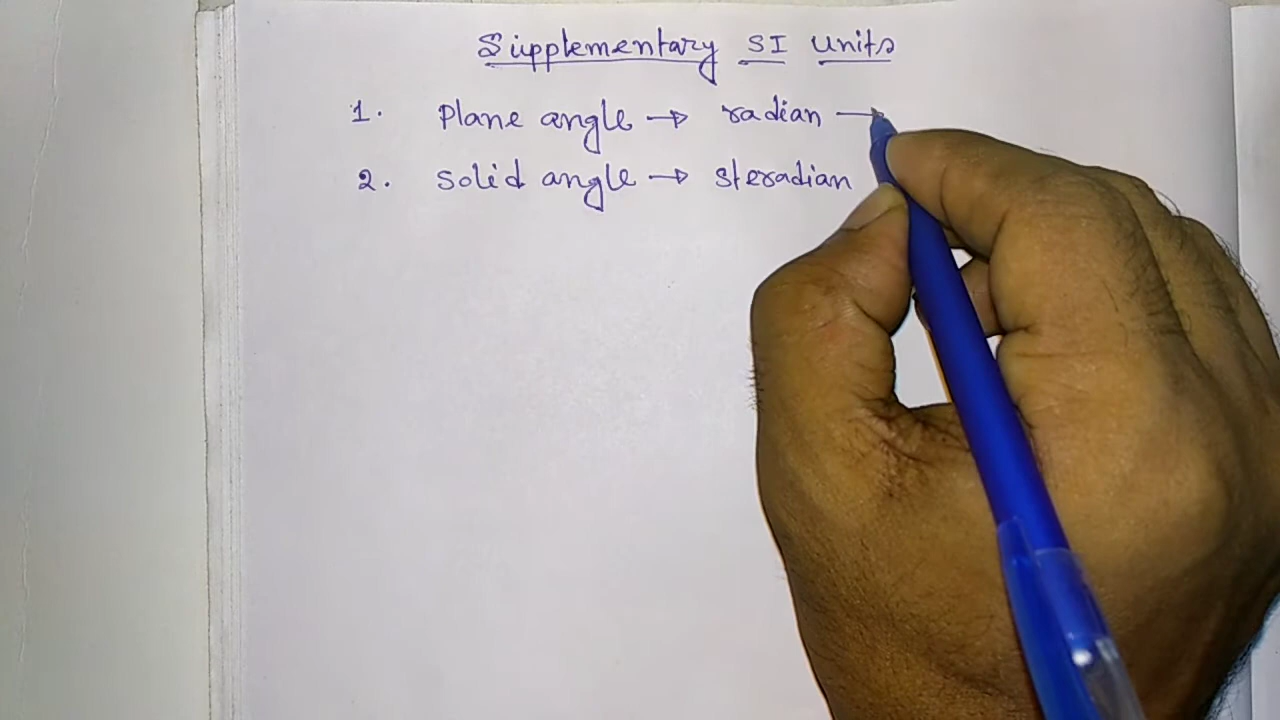 Supplementary SI Units
1. Plane angle → radian →
2. Solid angle → steradian